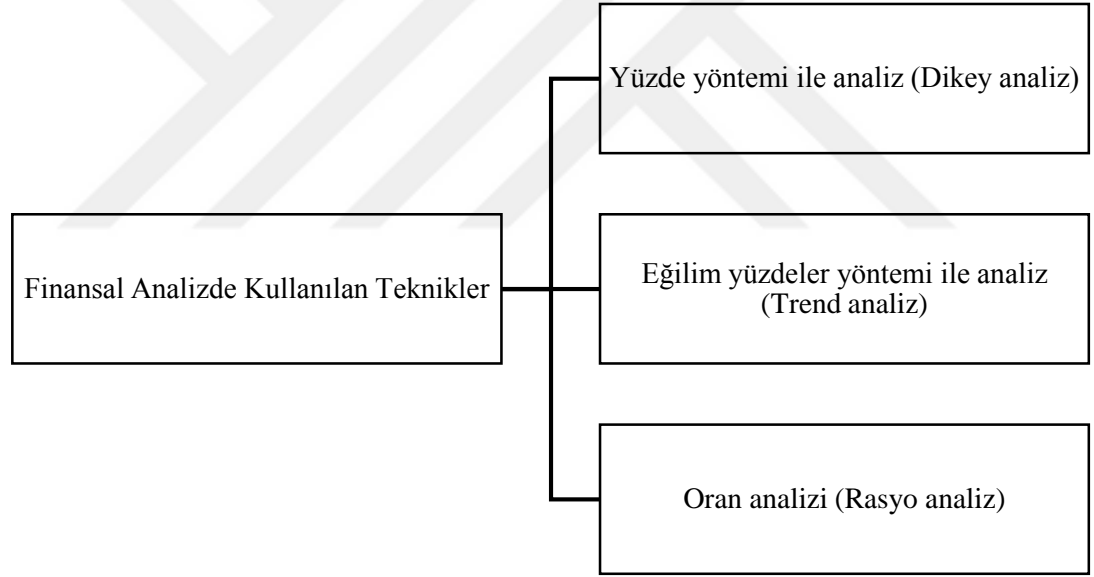 Yüzde yöntemi ile analiz (Dikey analiz)
Finansal Analizde Kullanılan Teknikler
Eğilim yüzdeler yöntemi ile analiz
(Trend analiz)
Oran analizi (Rasyo analiz)